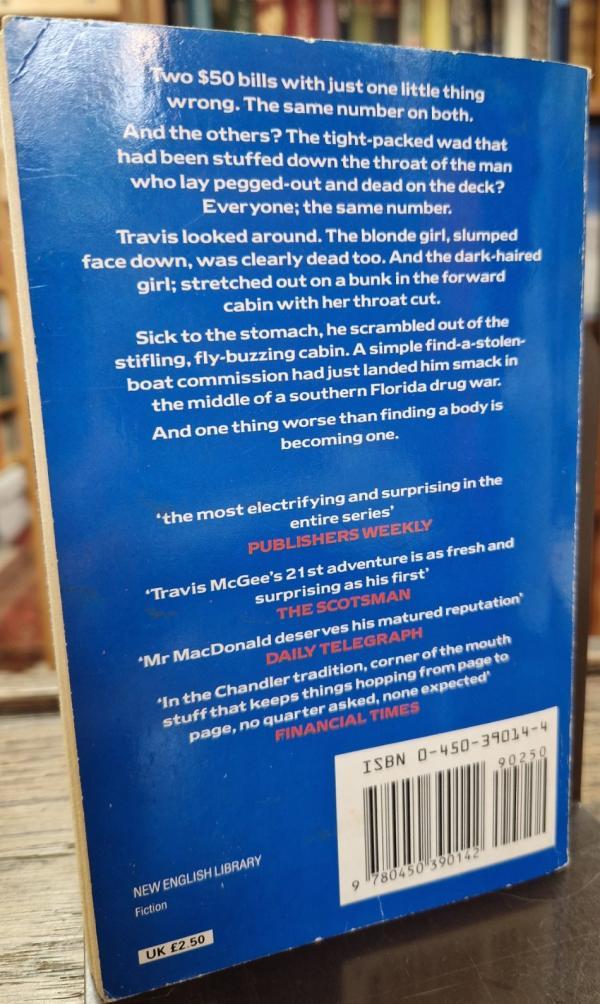 Two $50 bills with just one little thing
wrong. The same number on both.
And the others? The tight-packed wad that
had been stuffed down the throat of the man
who lay pegged-out and dead on the deck?
Everyone; the same number.
Travis looked around. The blonde girl, slumped
face down, was clearly dead too. And the dark-haired
girl; stretched out on a bunk in the forward
cabin with her throat cut.
Sick to the stomach, he scrambled out of the
stifling, fly-buzzing cabin. A simple find-a-stolen-
boat commission had just landed him smack in
the middle of a southern Florida drug war.
And one thing worse than finding a body is
becoming one.
'the most electrifying and surprising in the
entire series'
PUBLISHERS WEEKLY
'Travis McGee's 21st adventure is as fresh and
surprising as his first'
THE SCOTSMAN
'Mr MacDonald deserves his matured reputation'
DAILY TELEGRAPH
'In the Chandler tradition, corner of the mouth
stuff that keeps things hopping from page to
page, no quarter asked, none expected'
FINANCIAL TIMES
ISBN 0-450-39014-4
90250
9 780450 390142
NEW ENGLISH LIBRARY
Fiction
UK £2.50